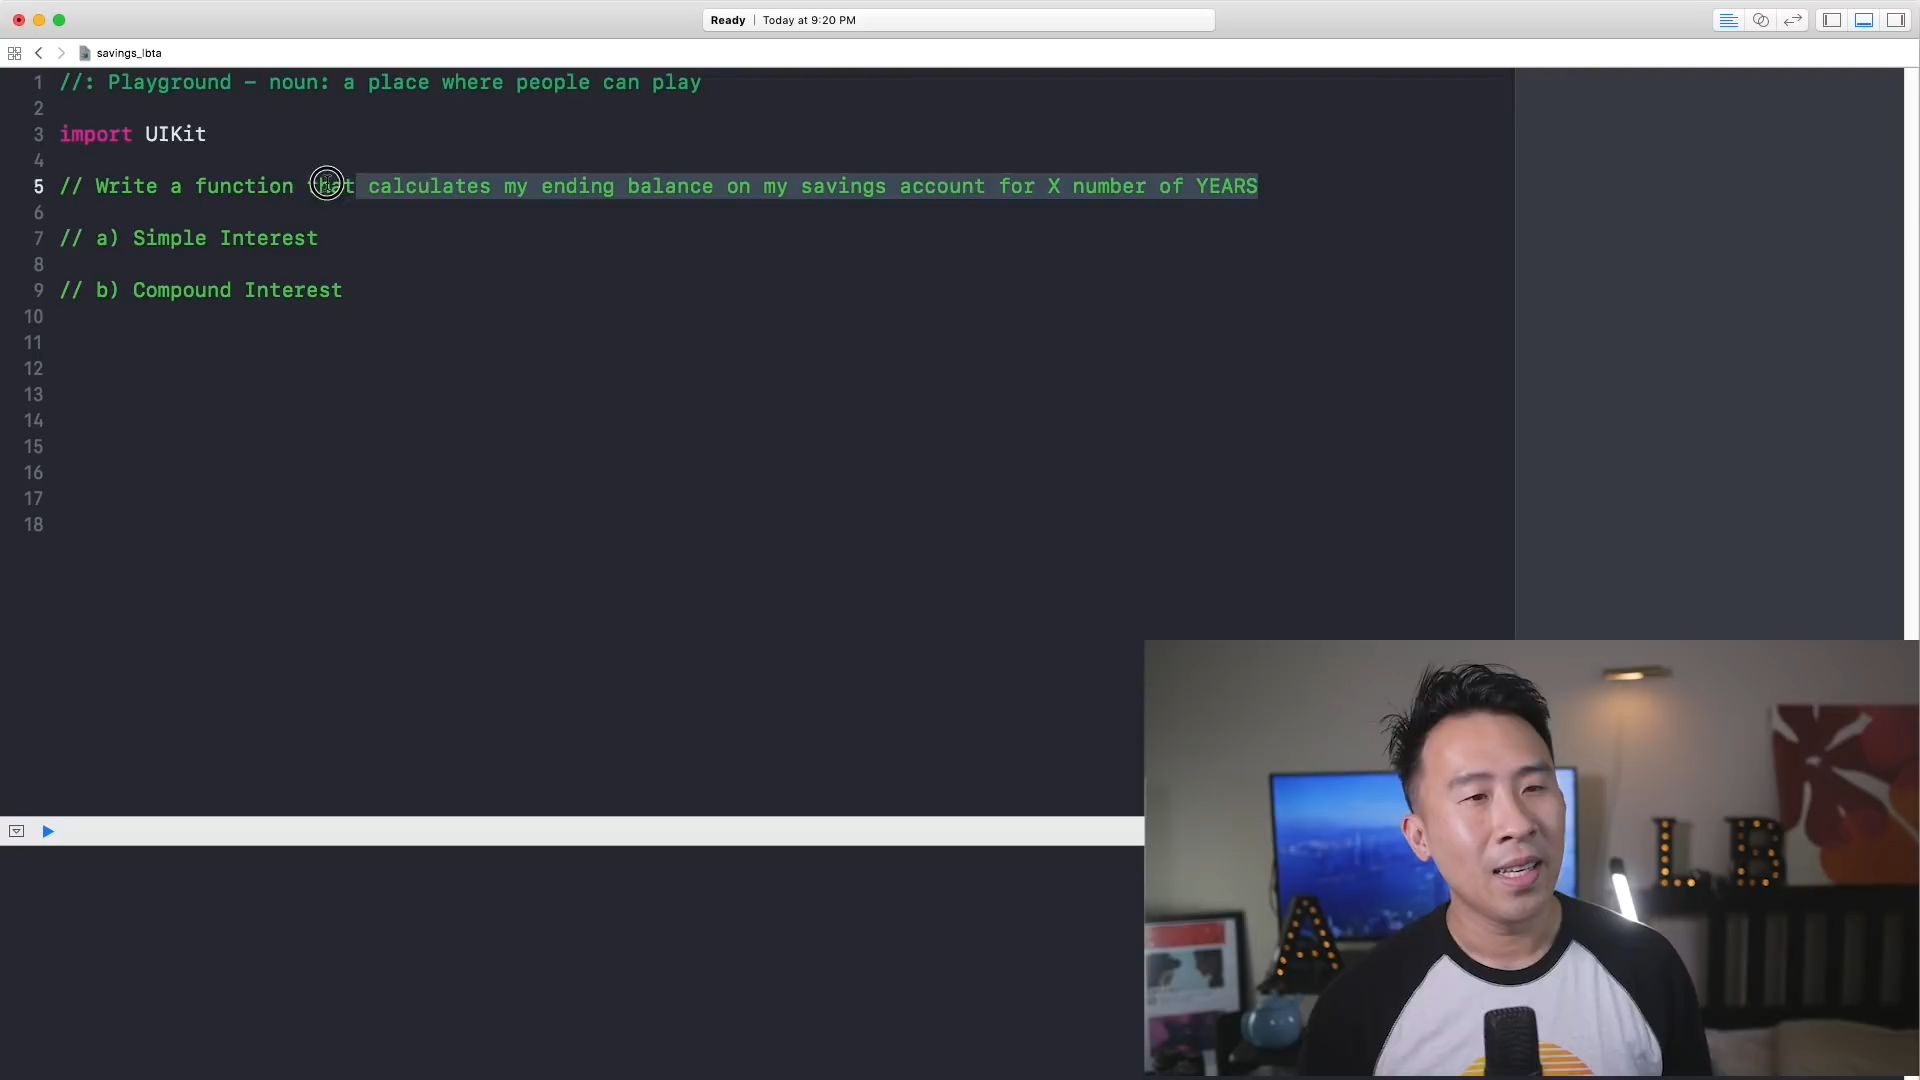 Ready | Today at 9:20 PM
savings_lbta
1 //: Playground - noun: a place where people can play
2
3 import UIKit
4
5 // Write a function that calculates my ending balance on my savings account for X number of YEARS
6
7 // a) Simple Interest
8
9 // b) Compound Interest
10
11
12
13
14
15
16
17
18
L B
A